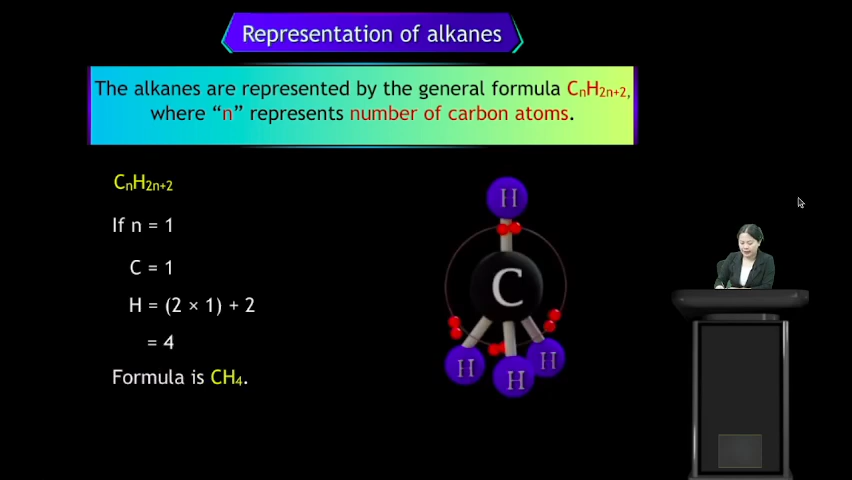 Representation of alkanes
The alkanes are represented by the general formula CₙH₂ₙ₊₂,
where “n” represents number of carbon atoms.
CₙH₂ₙ₊₂
If n = 1
C = 1
H = (2 × 1) + 2
= 4
Formula is CH₄.
H
C
H
H
H